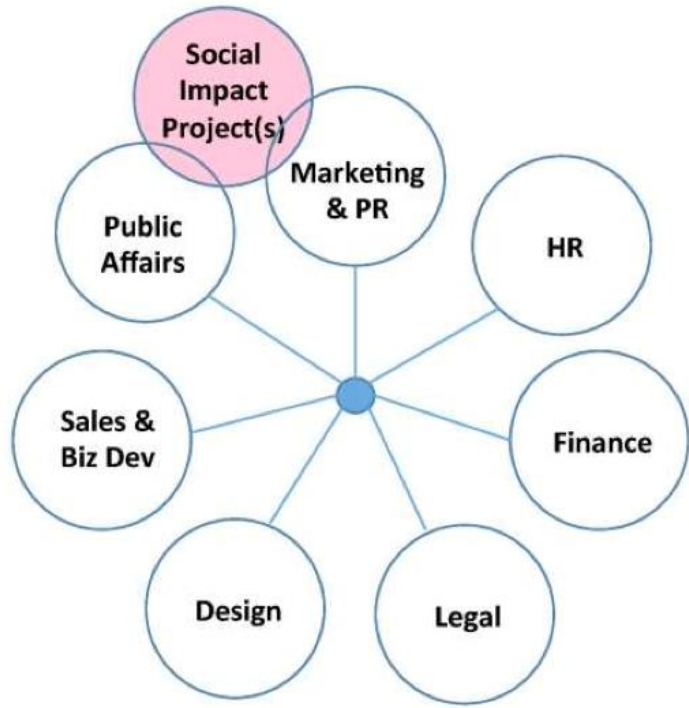 Social
Impact
Project(s)
Marketing
& PR
Public
Affairs
HR
Sales &
Biz Dev
Finance
Design
Legal